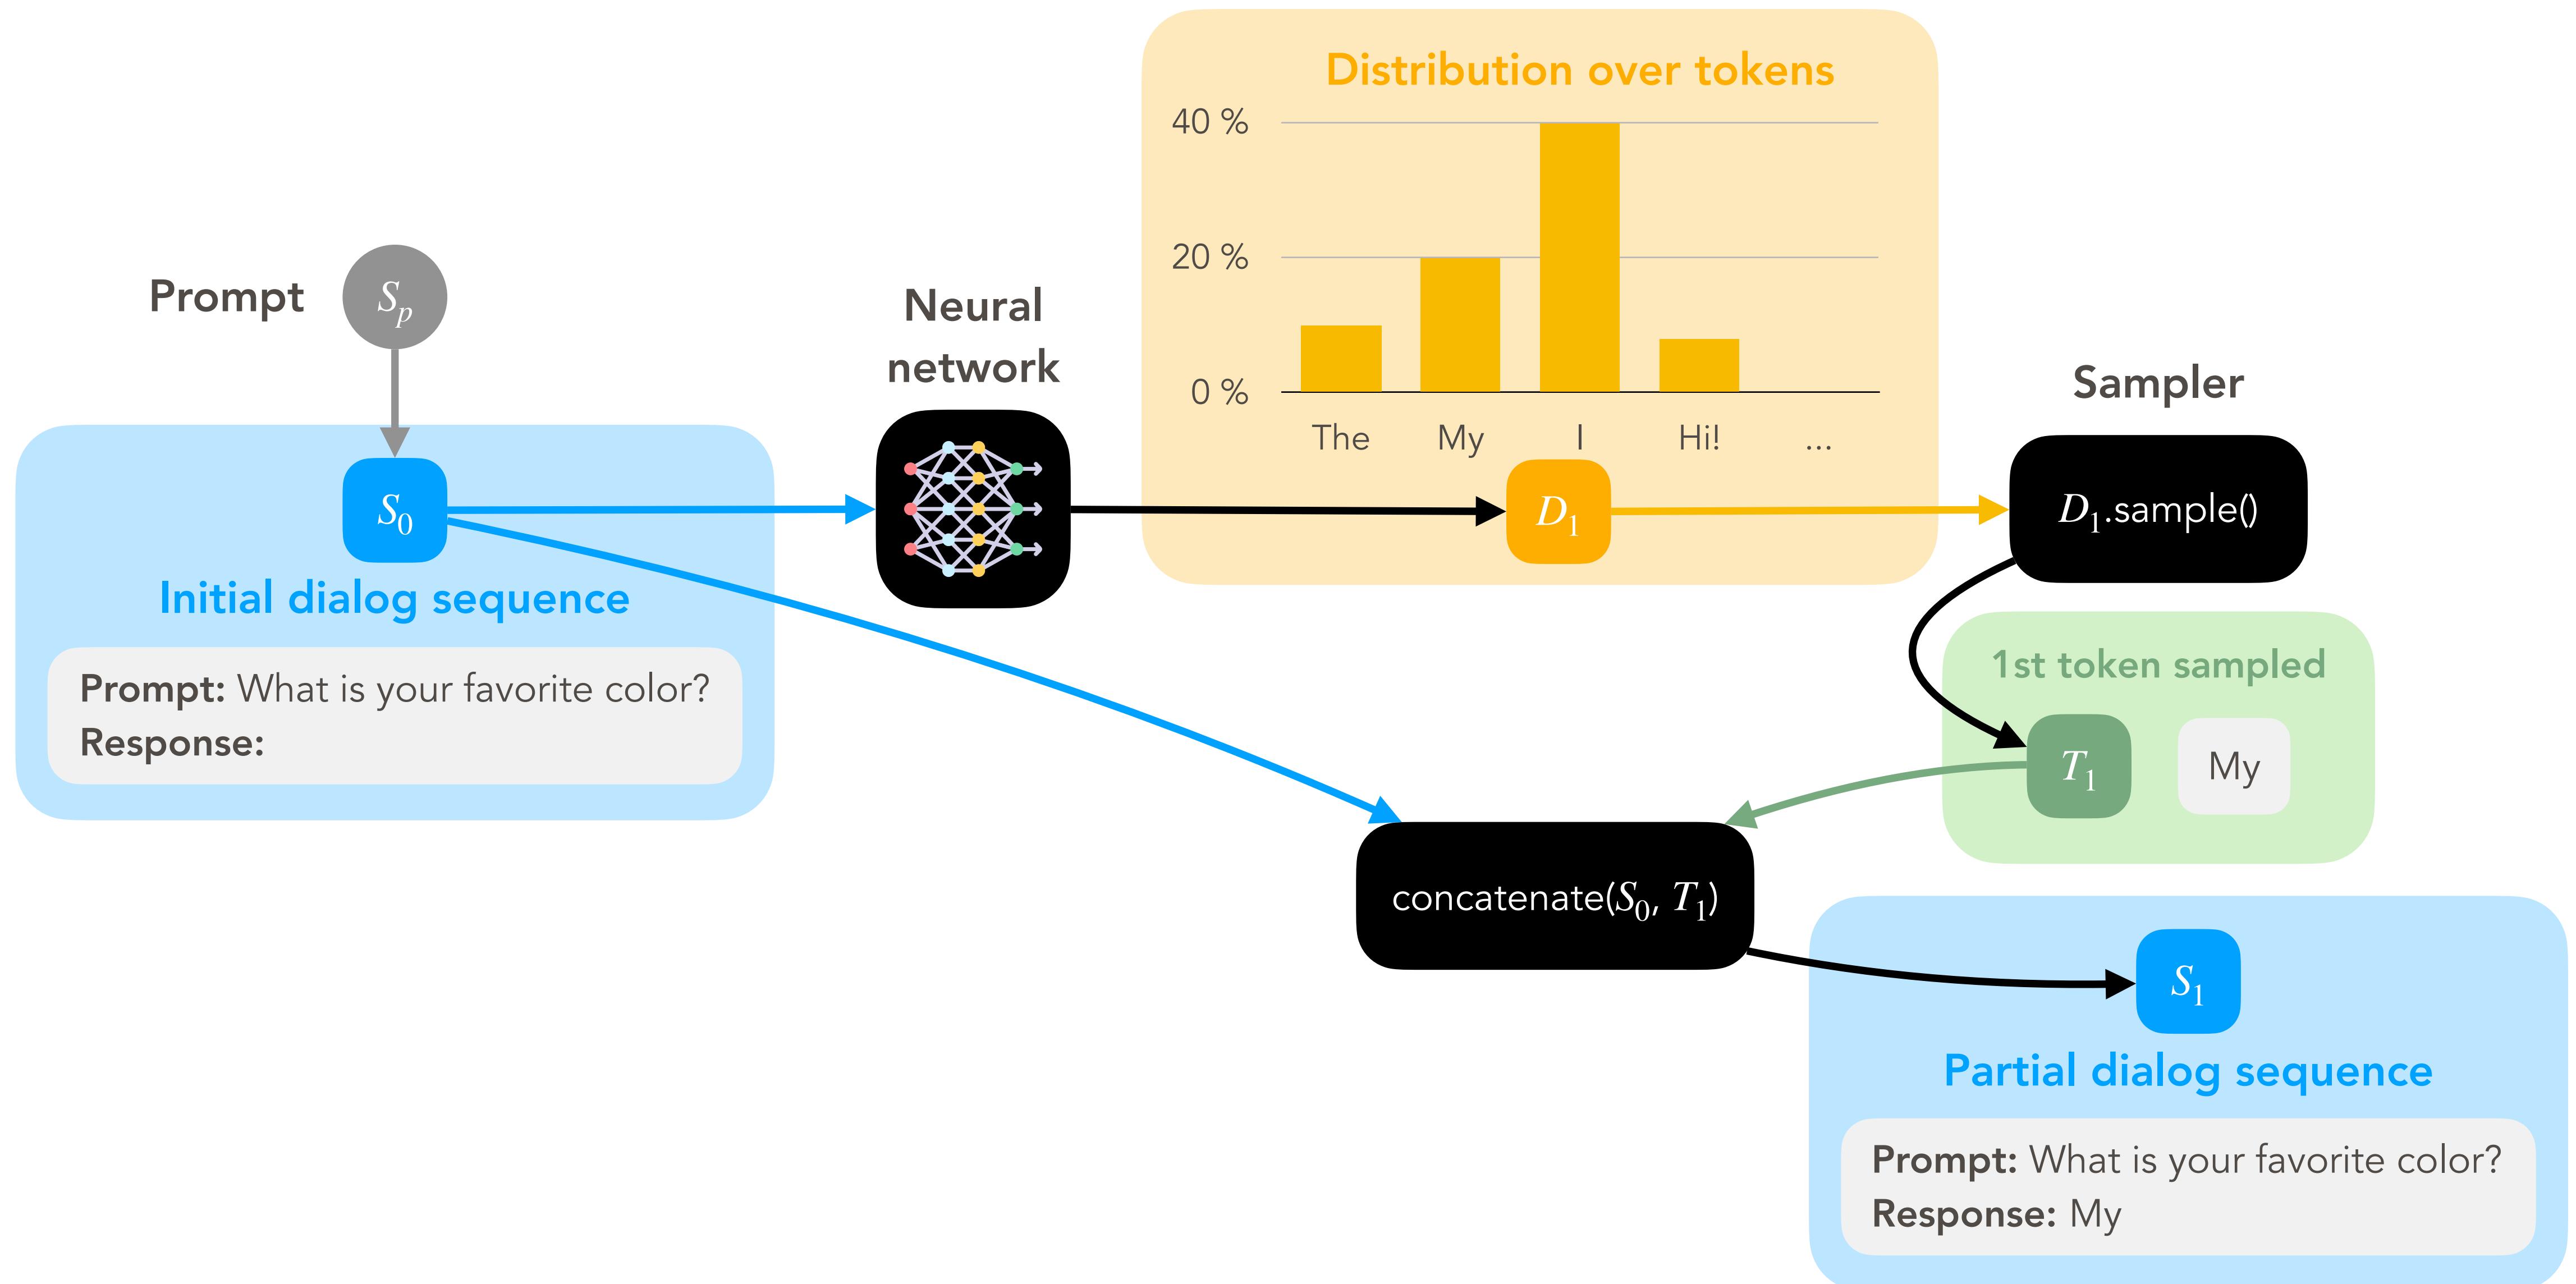 Distribution over tokens
40 %
20 %
0 %
The My I Hi! ...
Prompt
Sp
Neural
network
Sampler
S0
D1
D1.sample()
Initial dialog sequence
Prompt: What is your favorite color?
Response:
1st token sampled
T1
My
concatenate(S0, T1)
S1
Partial dialog sequence
Prompt: What is your favorite color?
Response: My